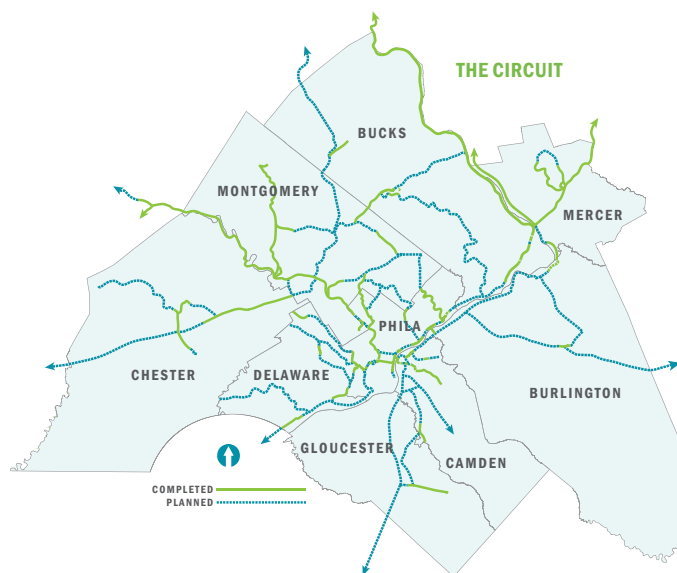 THE CIRCUIT
BUCKS
MONTGOMERY
MERCER
PHILA
CHESTER
DELAWARE
BURLINGTON
GLOUCESTER
CAMDEN
COMPLETED
PLANNED